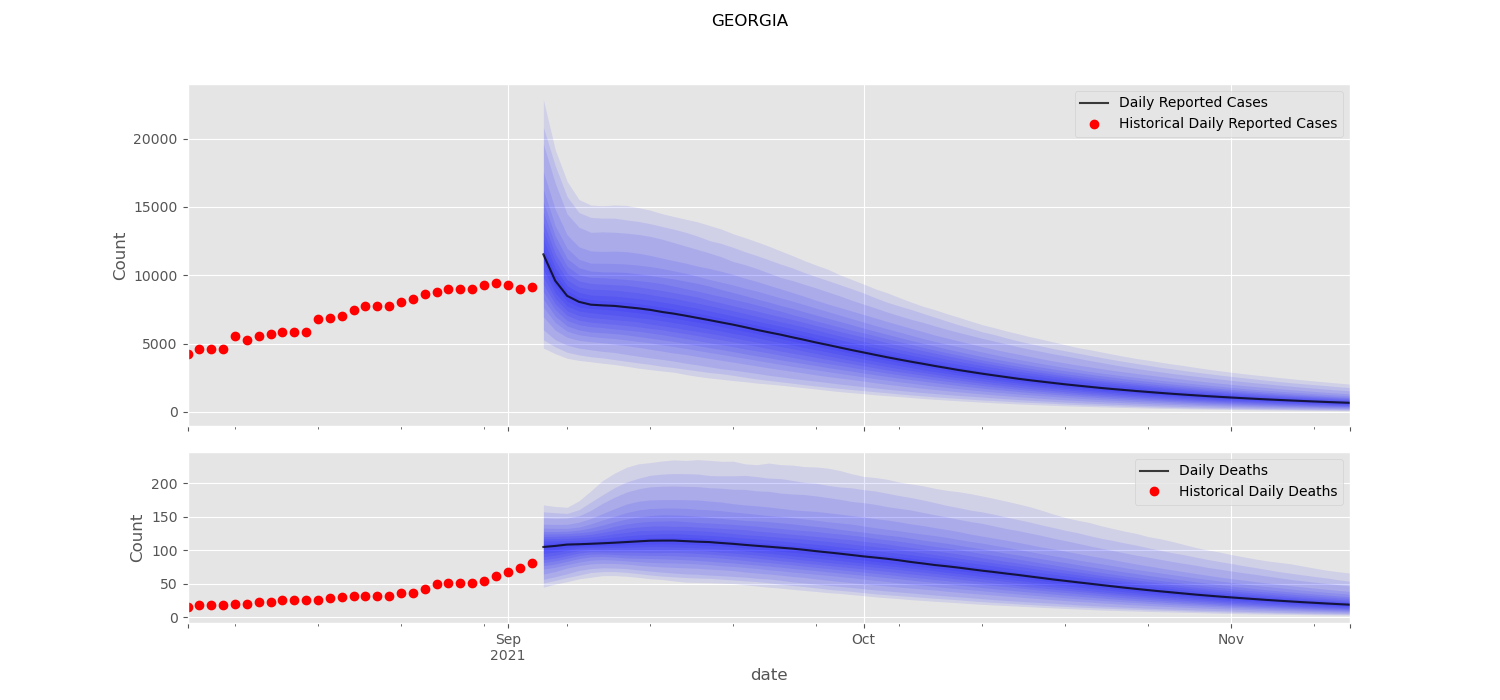 GEORGIA
Daily Reported Cases
Historical Daily Reported Cases
Count
20000
15000
10000
5000
0
Daily Deaths
Historical Daily Deaths
Count
200
150
100
50
0
Sep
2021
Oct
Nov
date